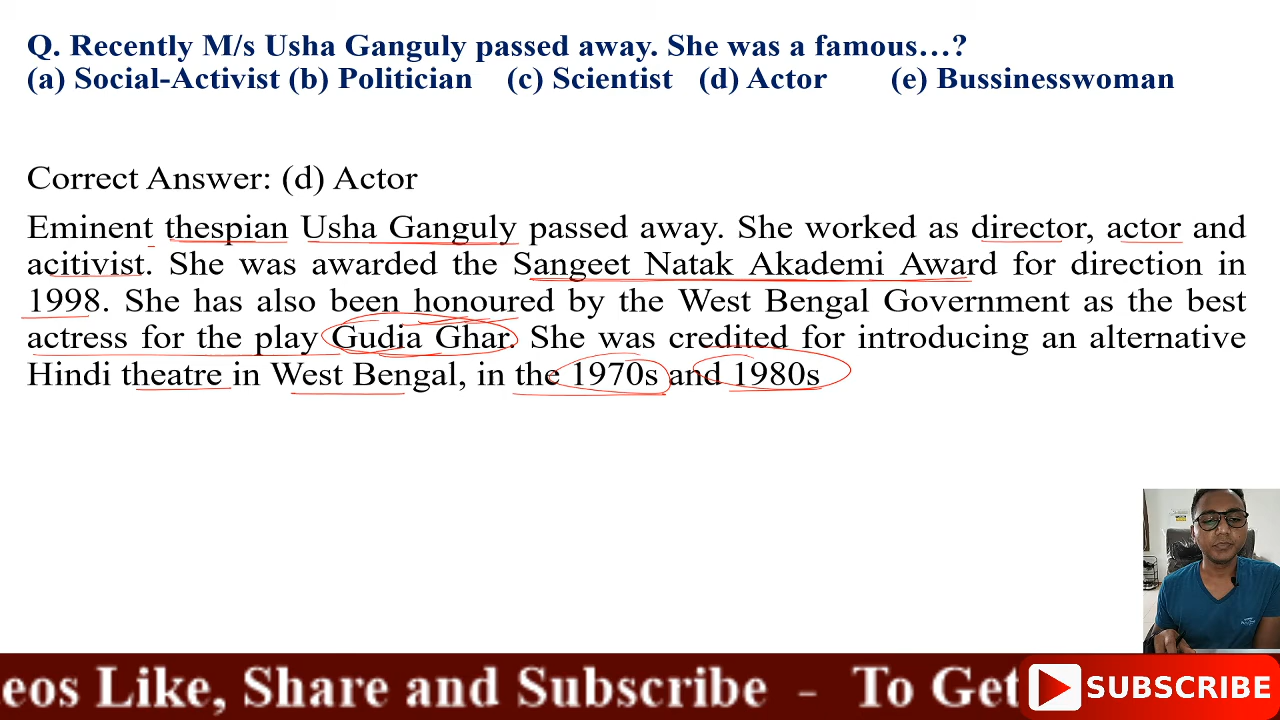 Q. Recently M/s Usha Ganguly passed away. She was a famous…?
(a) Social-Activist (b) Politician (c) Scientist (d) Actor (e) Bussinesswoman
Correct Answer: (d) Actor
Eminent thespian Usha Ganguly passed away. She worked as director, actor and
acitivist. She was awarded the Sangeet Natak Akademi Award for direction in
1998. She has also been honoured by the West Bengal Government as the best
actress for the play Gudia Ghar. She was credited for introducing an alternative
Hindi theatre in West Bengal, in the 1970s and 1980s
eos Like, Share and Subscribe - To Get
SUBSCRIBE